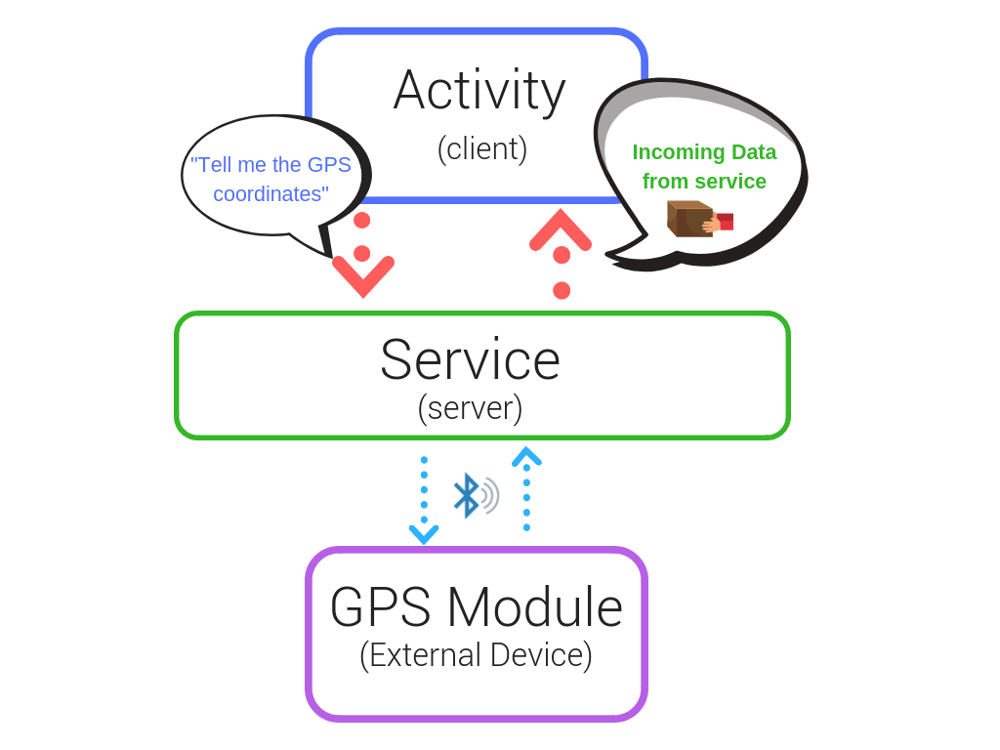 Activity
(client)
"Tell me the GPS
coordinates"
Incoming Data
from service
Service
(server)
GPS Module
(External Device)